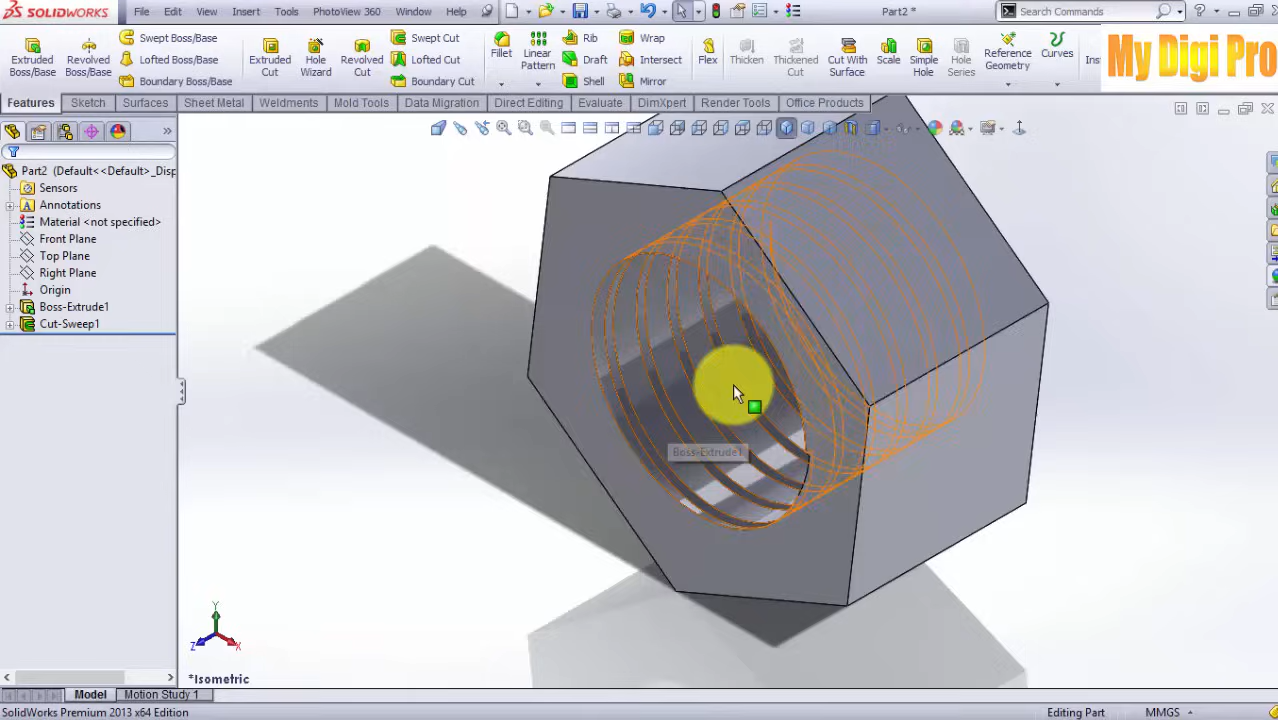 SOLIDWORKS File Edit View Insert Tools PhotoView 360 Window Help Part2 * Search Commands
My Digi Pro
Extruded Boss/Base
Revolved Boss/Base
Swept Boss/Base
Lofted Boss/Base
Boundary Boss/Base
Extruded Cut
Hole Wizard
Revolved Cut
Swept Cut
Lofted Cut
Boundary Cut
Fillet
Linear Pattern
Rib
Draft
Shell
Wrap
Intersect
Mirror
Flex
Thicken
Thickened Cut
Cut With Surface
Scale
Simple Hole
Hole Series
Reference Geometry
Curves
Features Sketch Surfaces Sheet Metal Weldments Mold Tools Data Migration Direct Editing Evaluate DimXpert Render Tools Office Products
Part2 (Default<<Default>_Disp
Sensors
Annotations
Material <not specified>
Front Plane
Top Plane
Right Plane
Origin
Boss-Extrude1
Cut-Sweep1
Boss-Extrude1
Y
Z
X
*Isometric
Model Motion Study 1
SolidWorks Premium 2013 x64 Edition Editing Part MMGS